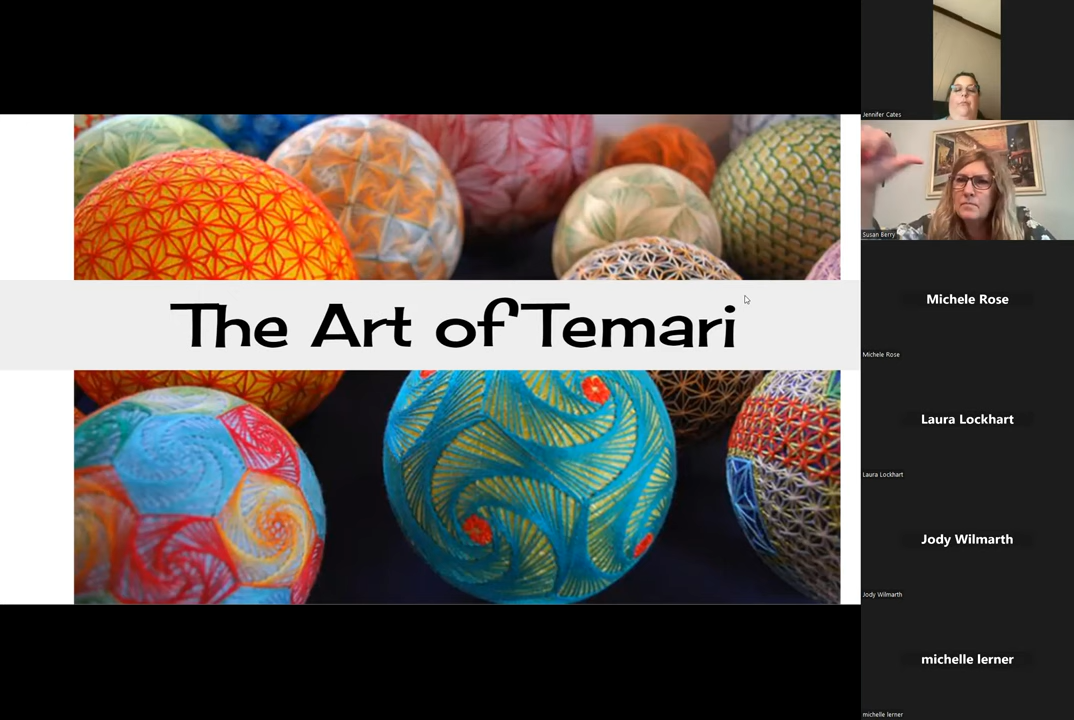 The Art of Temari
Jennifer Cates
Susan Berry
Michele Rose
Michele Rose
Laura Lockhart
Laura Lockhart
Jody Wilmarth
Jody Wilmarth
michelle lerner
michelle lerner